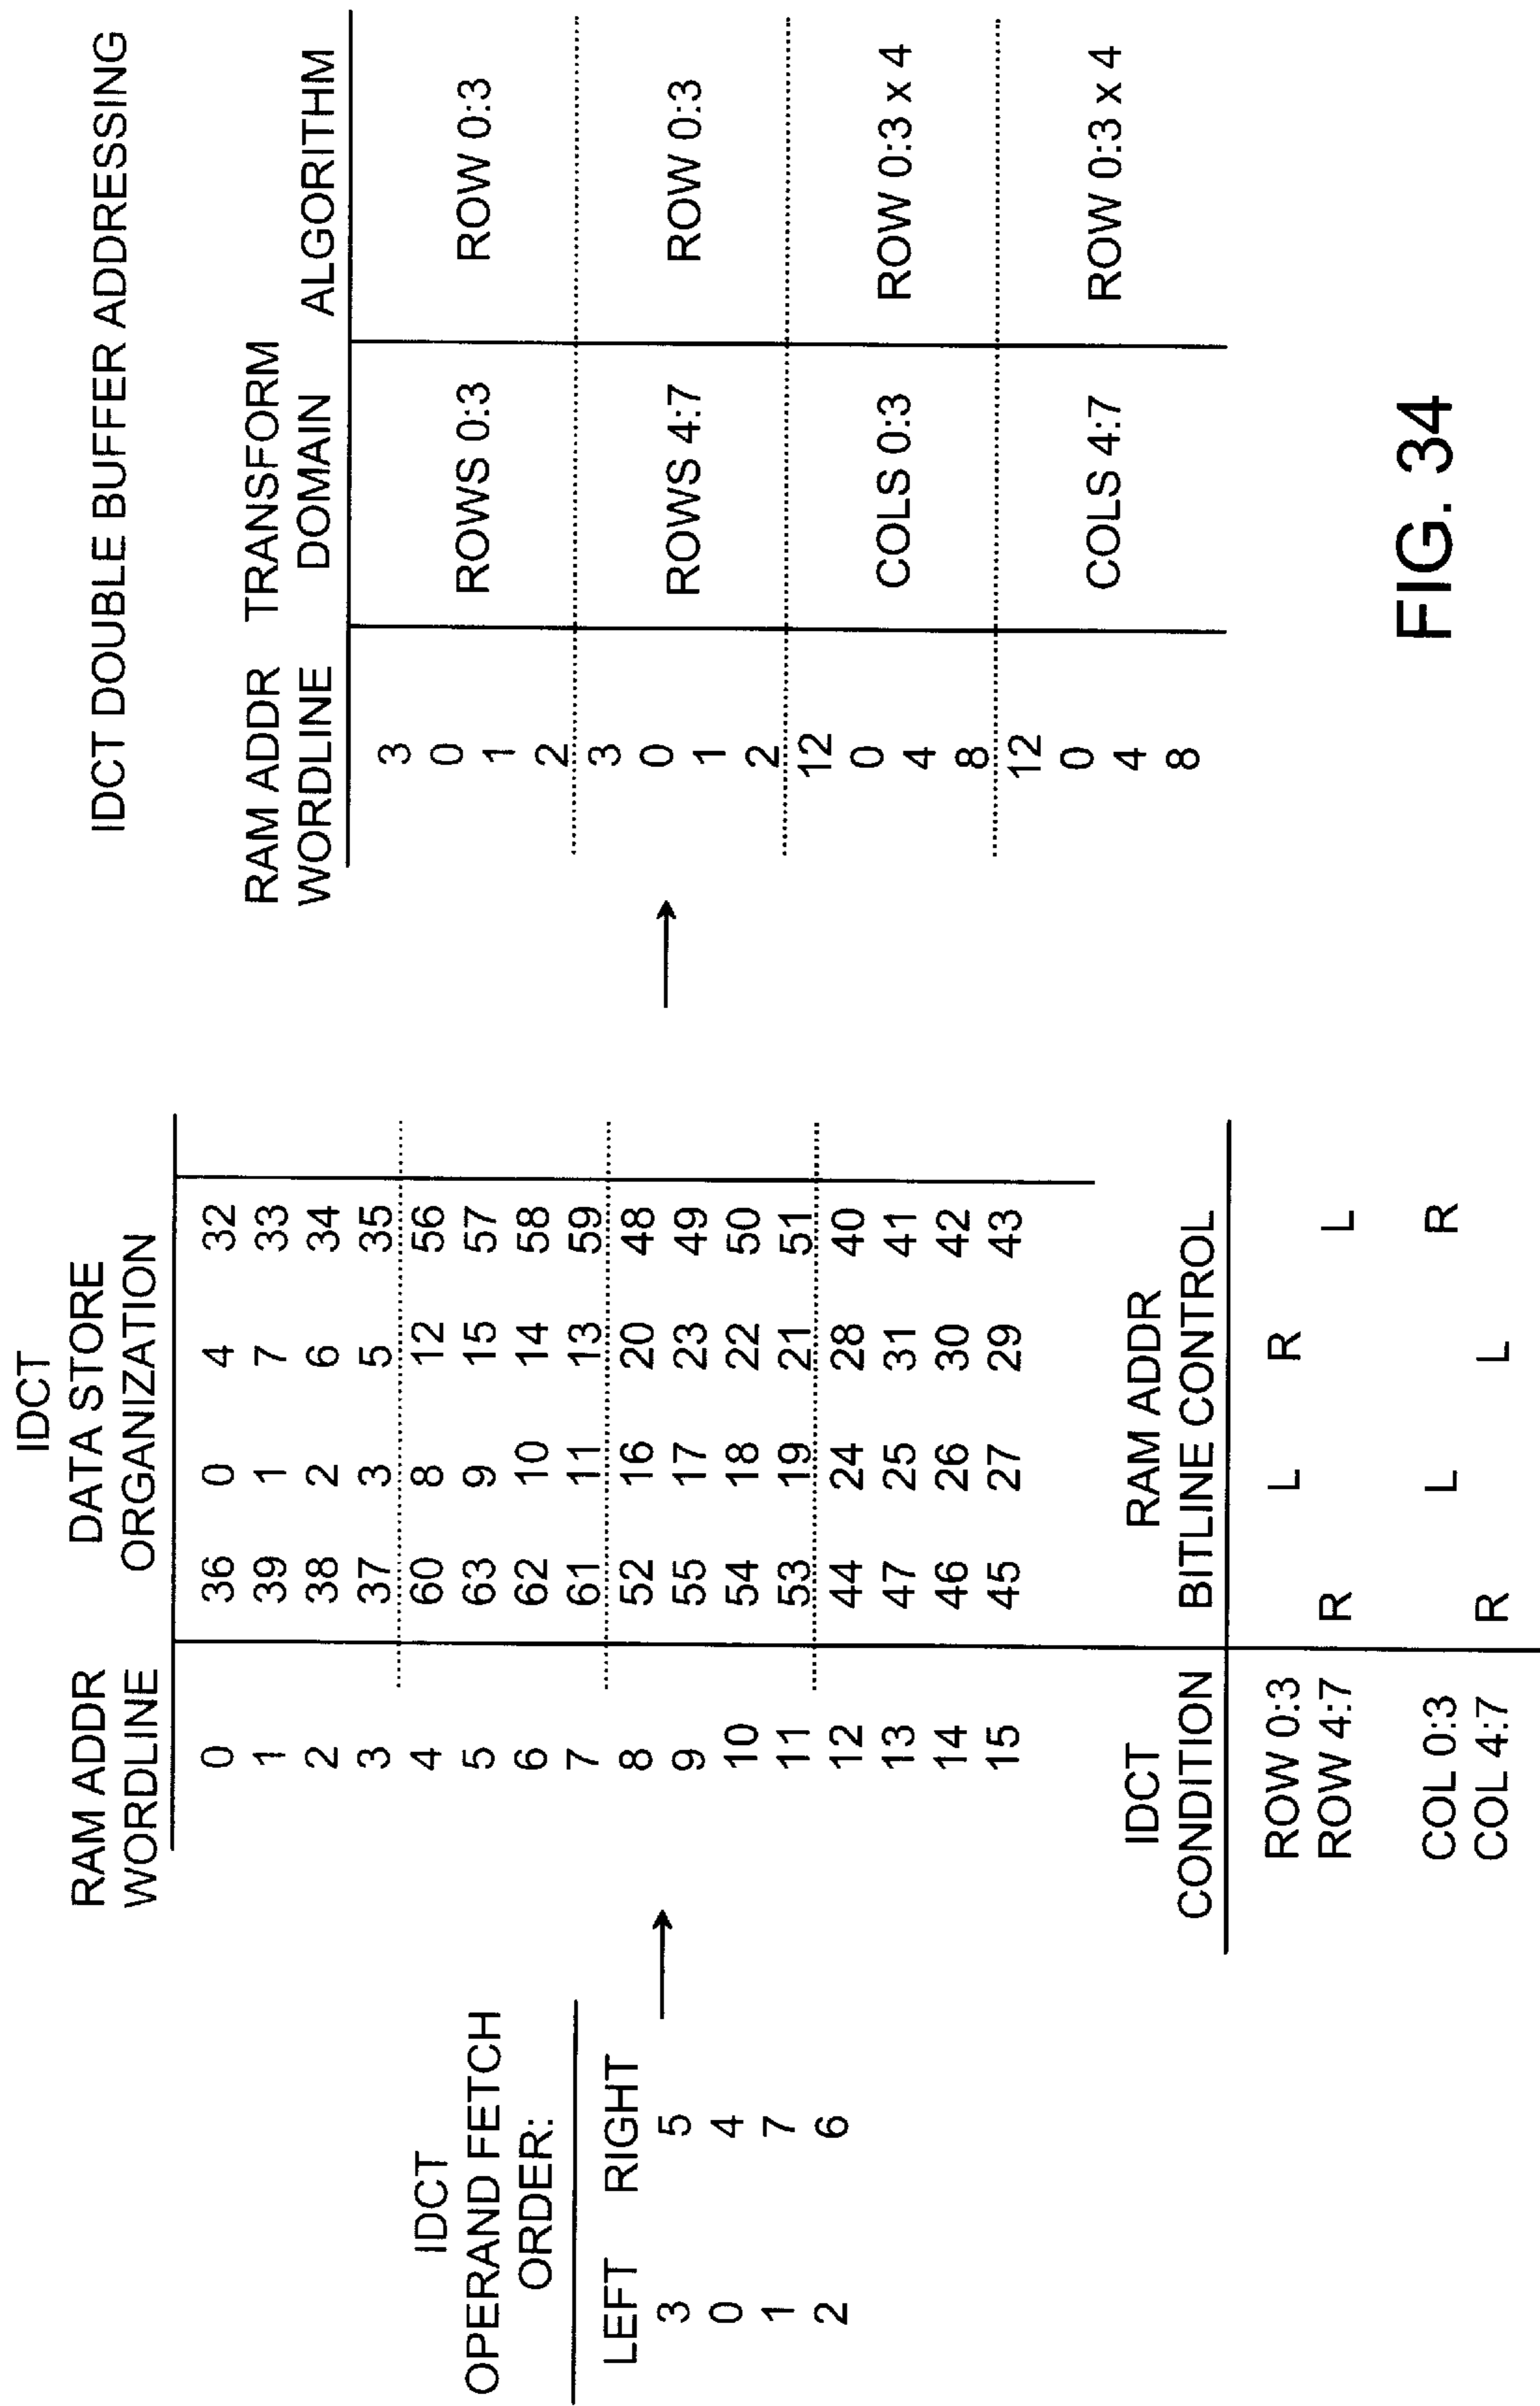 IDCT DOUBLE BUFFER ADDRESSING
IDCT
OPERAND FETCH
ORDER:
LEFT RIGHT
3 5
0 4
1 7
2 6
IDCT
RAM ADDR DATA STORE
WORDLINE ORGANIZATION
0 36 0 4 32
1 39 1 7 33
2 38 2 6 34
3 37 3 5 35
4 60 8 12 56
5 63 9 15 57
6 62 10 14 58
7 61 11 13 59
8 52 16 20 48
9 55 17 23 49
10 54 18 22 50
11 53 19 21 51
12 44 24 28 40
13 47 25 31 41
14 46 26 30 42
15 45 27 29 43
IDCT RAM ADDR
CONDITION BITLINE CONTROL
ROW 0:3 L R
ROW 4:7 R L
COL 0:3 L R
COL 4:7 R L
RAM ADDR TRANSFORM
WORDLINE DOMAIN ALGORITHM
3
0
ROWS 0:3 ROW 0:3
1
2
3
0
ROWS 4:7 ROW 0:3
1
2
12
0
COLS 0:3 ROW 0:3 x 4
4
8
12
0
COLS 4:7 ROW 0:3 x 4
4
8
FIG. 34